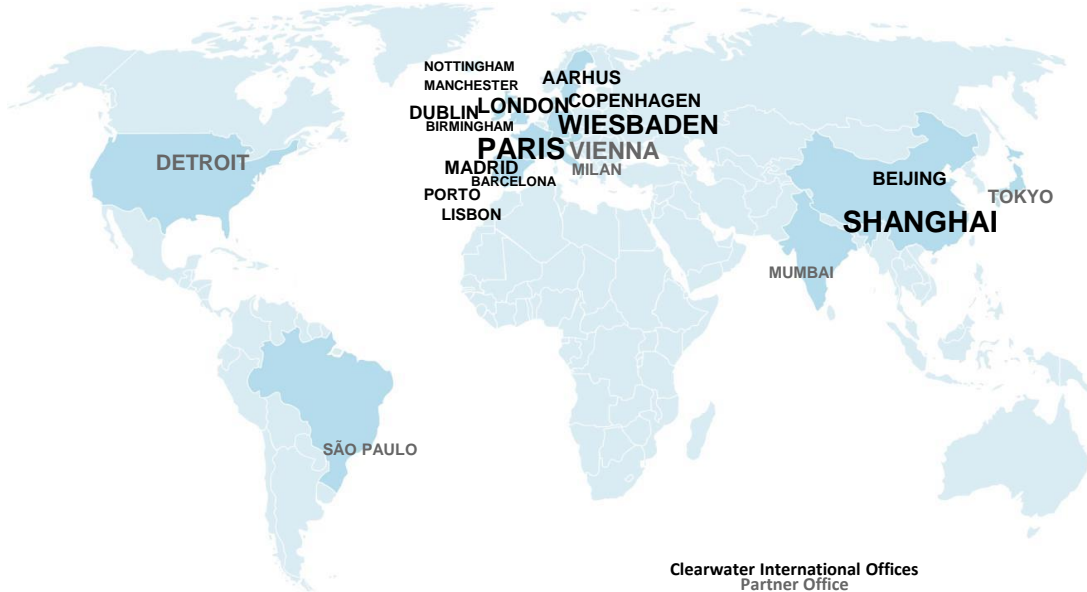 NOTTINGHAM
AARHUS
MANCHESTER
LONDON
COPENHAGEN
DUBLIN
BIRMINGHAM
WIESBADEN
PARIS
VIENNA
DETROIT
MADRID
MILAN
BARCELONA
BEIJING
PORTO
TOKYO
LISBON
SHANGHAI
MUMBAI
SÃO PAULO
Clearwater International Offices
Partner Office